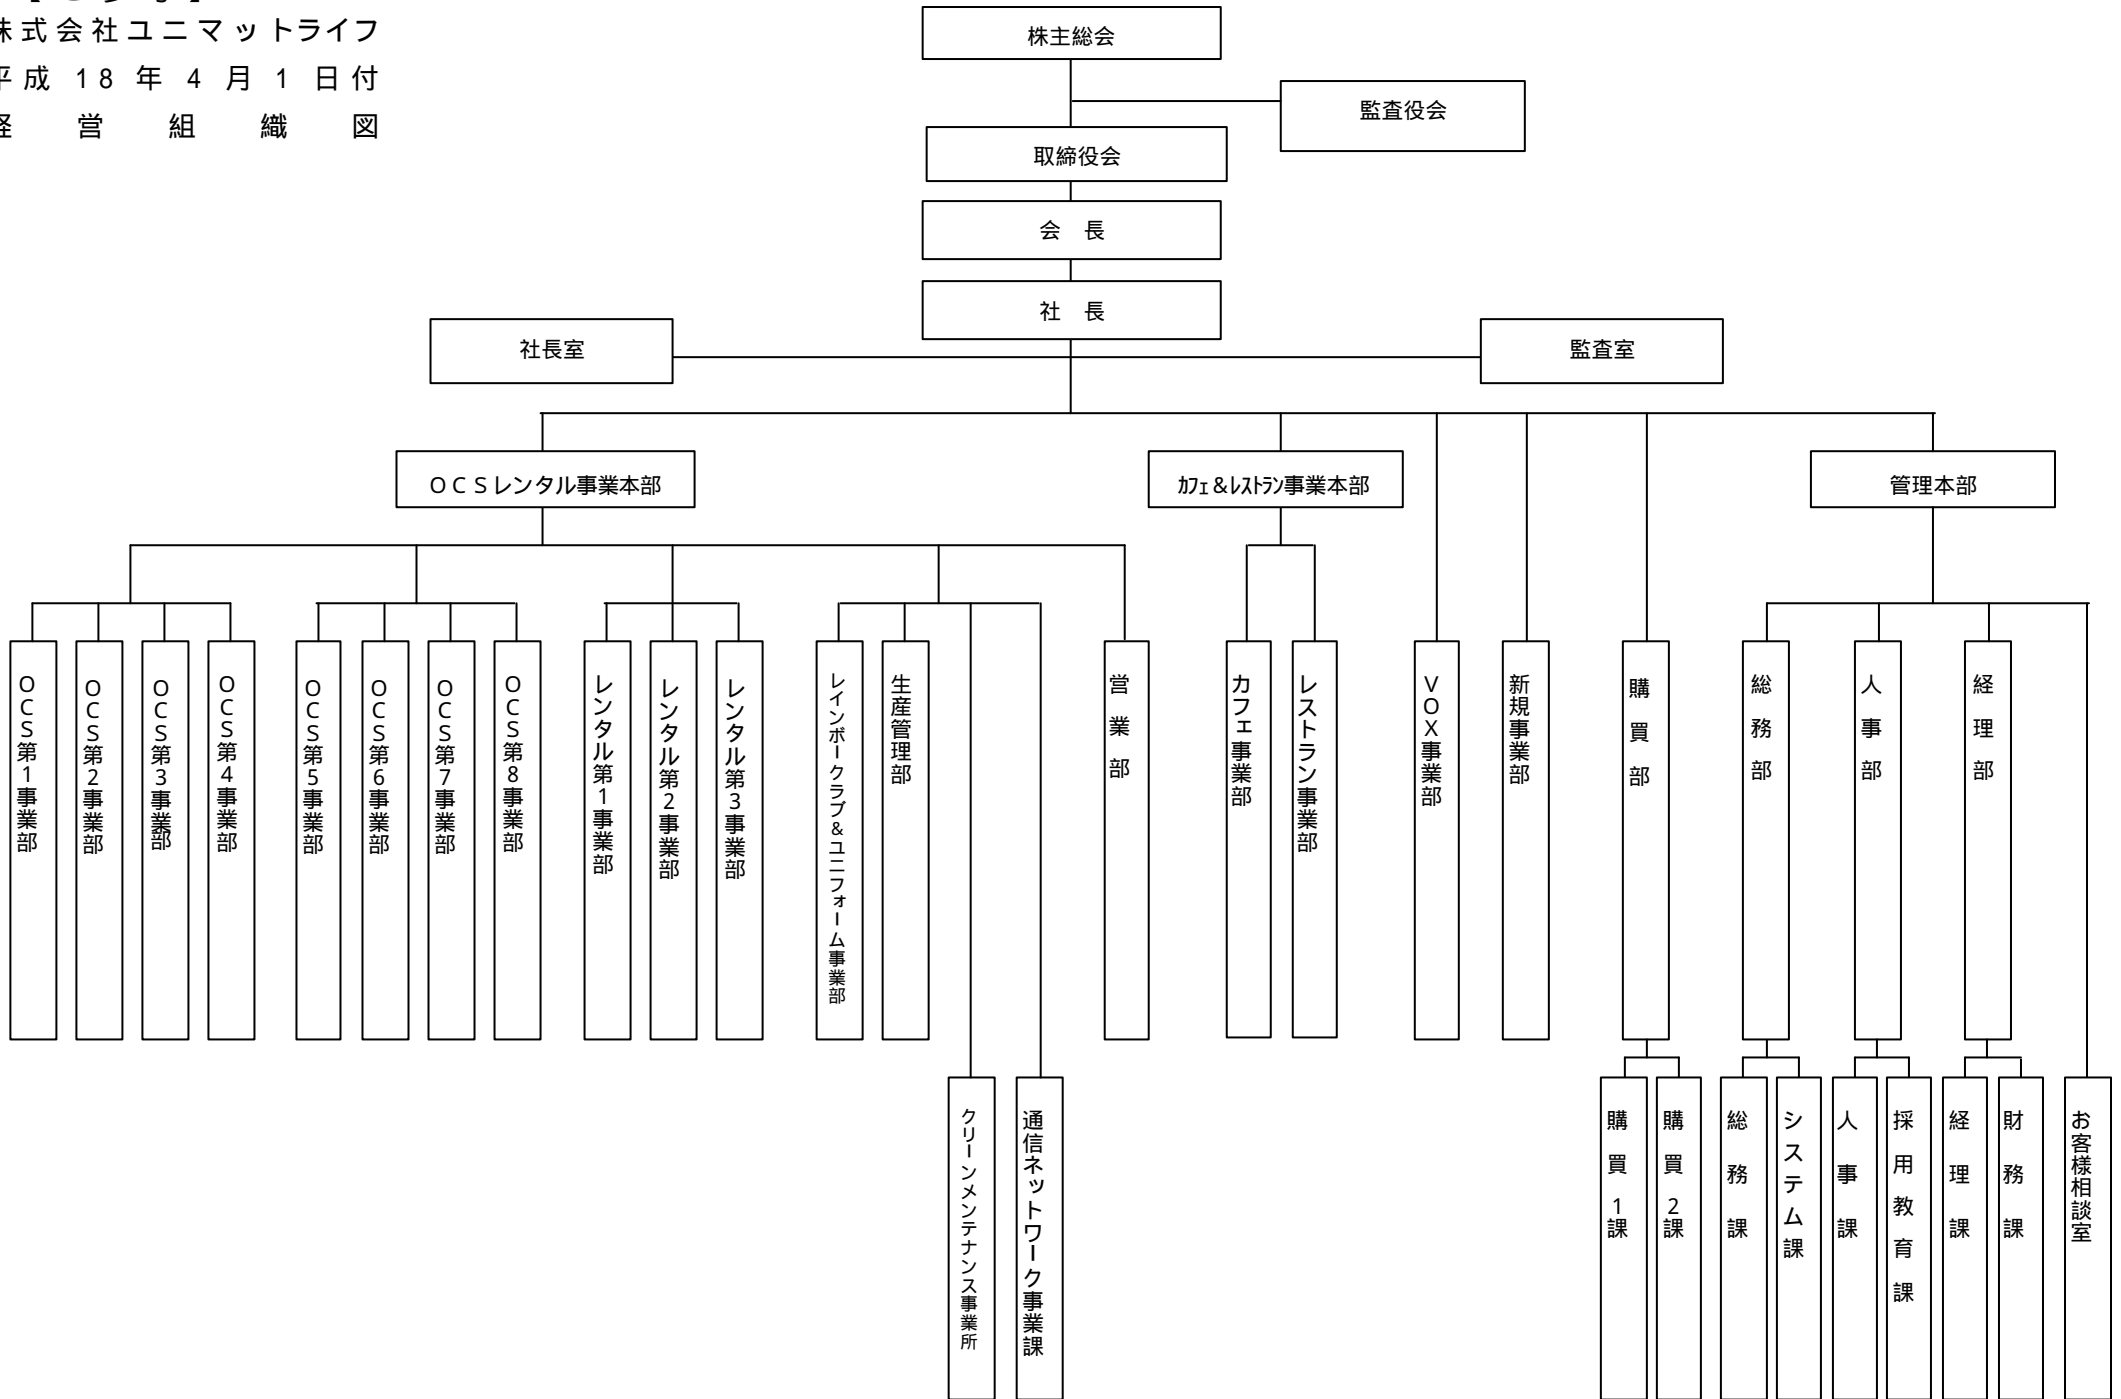 株式会社ユニマットライフ
平成 18 年 4 月 1 日付
経営組織図
株主総会
監査役会
取締役会
会 長
社 長
社長室
監査室
ＯＣＳレンタル事業本部
ｶﾌｪ&ﾚｽﾄﾗﾝ事業本部
管理本部
OCS第1事業部
OCS第2事業部
OCS第3事業部
OCS第4事業部
OCS第5事業部
OCS第6事業部
OCS第7事業部
OCS第8事業部
レンタル第1事業部
レンタル第2事業部
レンタル第3事業部
レインボークラブ&ユニフォーム事業部
生産管理部
営業部
カフェ事業部
レストラン事業部
VOX事業部
新規事業部
購買部
総務部
人事部
経理部
クリーンメンテナンス事業所
通信ネットワーク事業課
購買1課
購買2課
総務課
システム課
人事課
採用教育課
経理課
財務課
お客様相談室